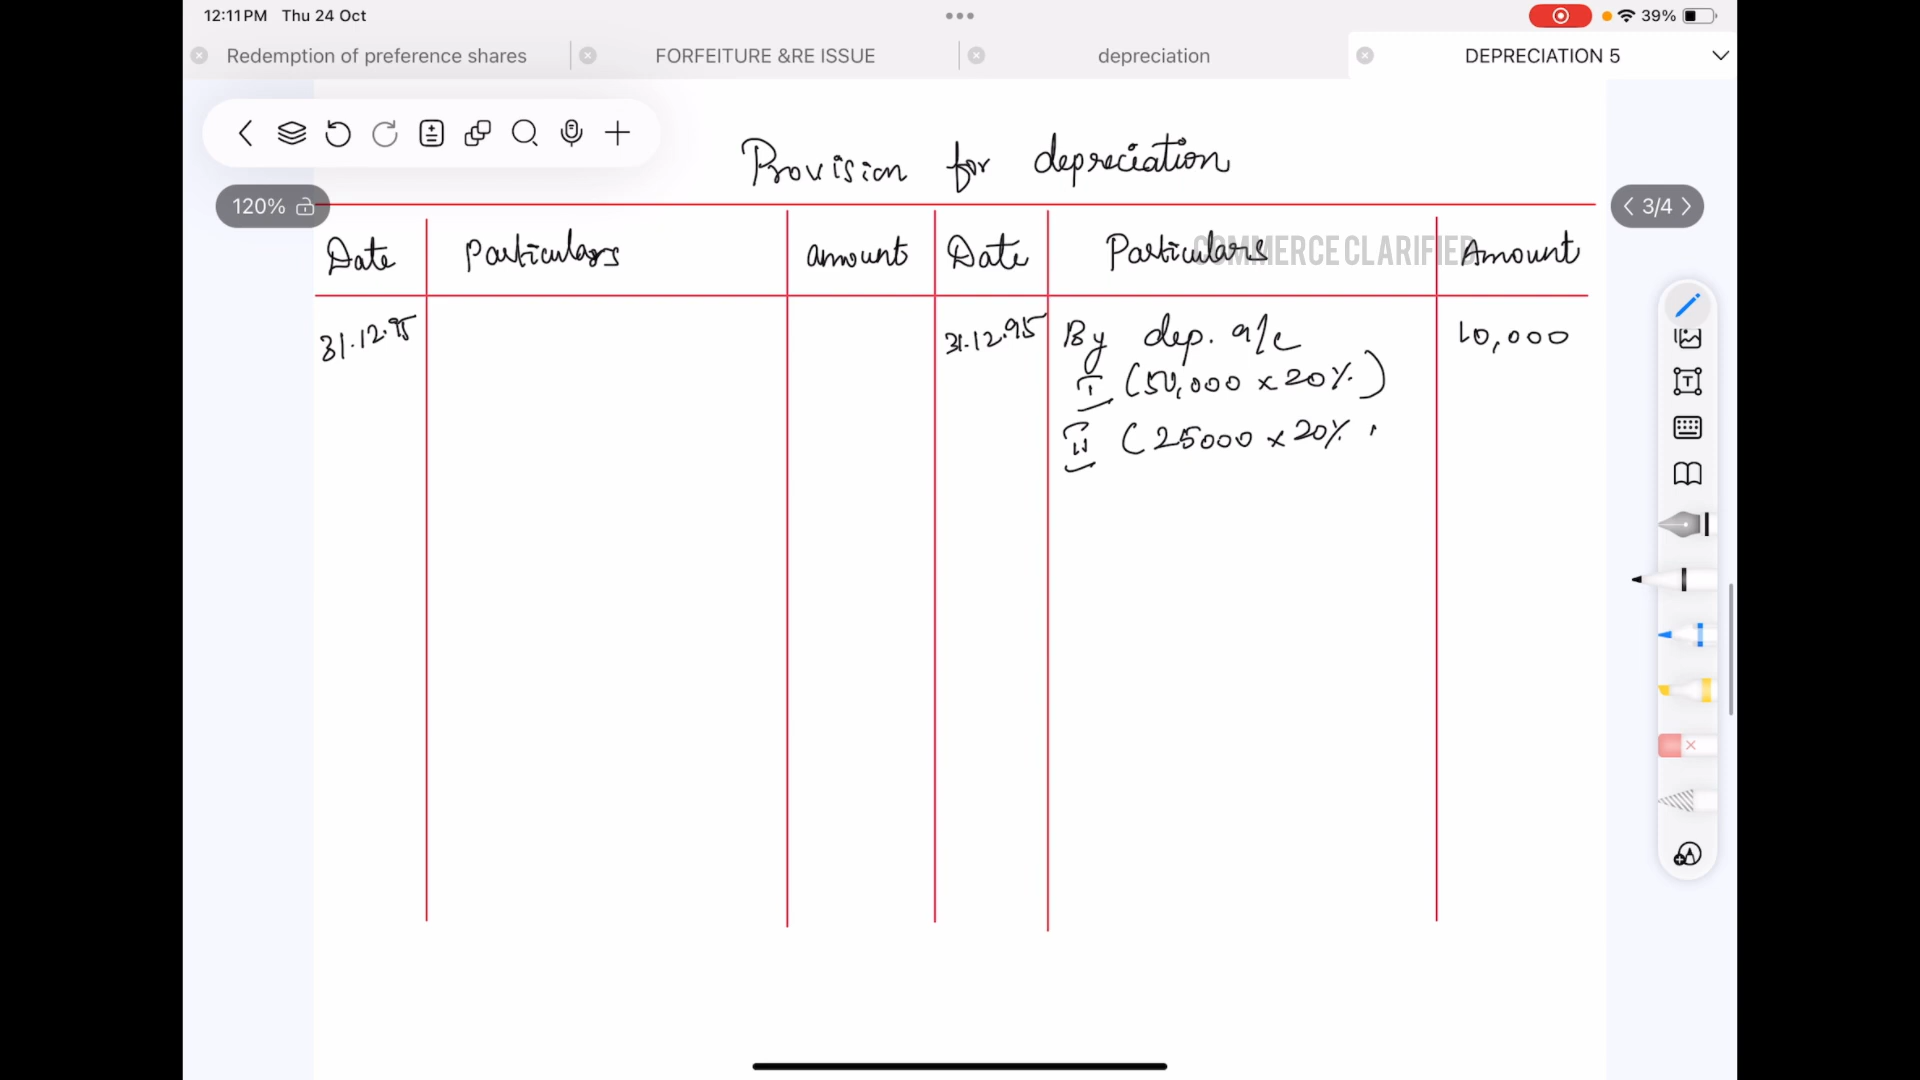 12:11 PM Thu 24 Oct
39%
Redemption of preference shares
FORFEITURE &RE ISSUE
depreciation
DEPRECIATION 5
Provision for depreciation
120%
3/4
Date Particulars amount Date Particulars Amount
COMMERCE CLARIFIED
31.12.95 31.12.95 By dep. a/c 10,000
I (50,000 x 20%)
II (25000 x 20%